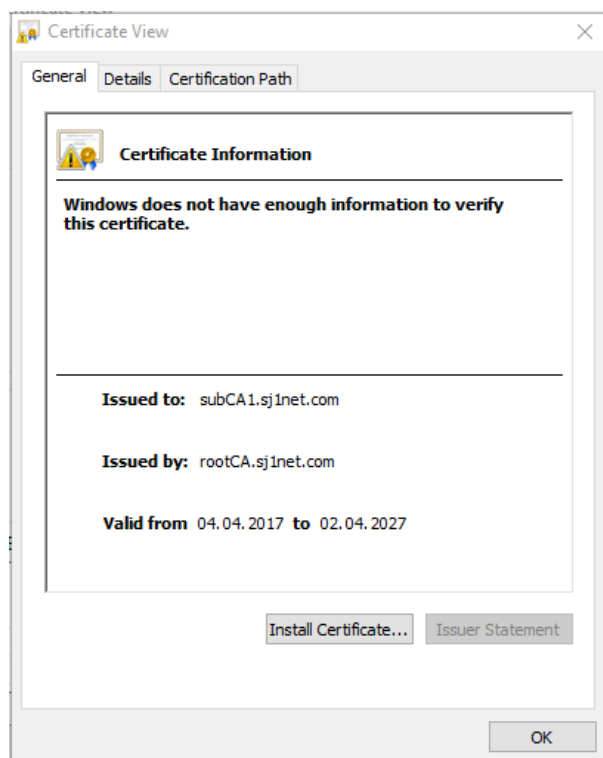 Certificate View
General Details Certification Path
Certificate Information
Windows does not have enough information to verify
this certificate.
Issued to: subCA1.sj1net.com
Issued by: rootCA.sj1net.com
Valid from 04.04.2017 to 02.04.2027
Install Certificate... Issuer Statement
OK